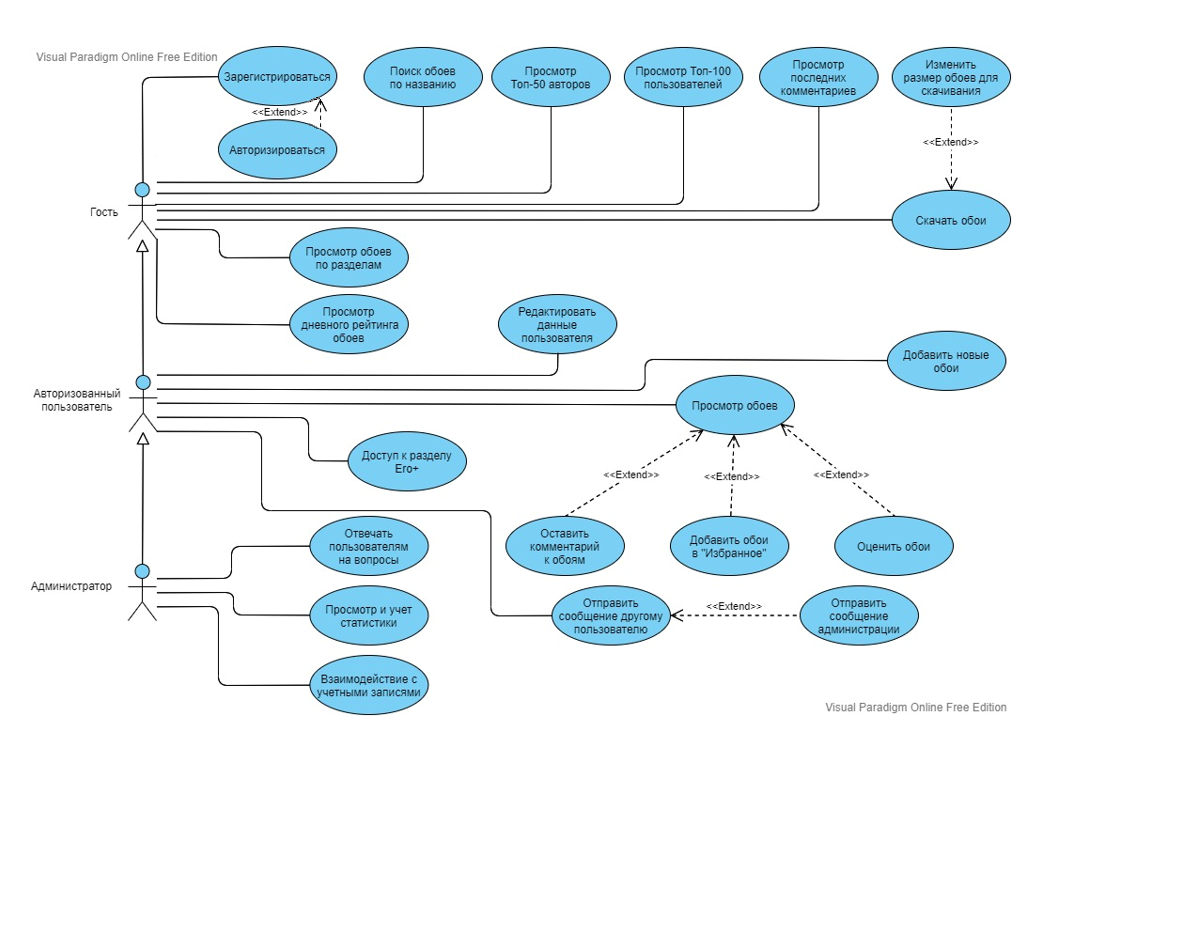 Visual Paradigm Online Free Edition
Зарегистрироваться
Поиск обоев
по названию
Просмотр
Топ-50 авторов
Просмотр Топ-100
пользователей
Просмотр
последних
комментариев
Изменить
размер обоев для
скачивания
<<Extend>>
Авторизироваться
<<Extend>>
Гость
Скачать обои
Просмотр обоев
по разделам
Просмотр
дневного рейтинга
обоев
Редактировать
данные
пользователя
Добавить новые
обои
Авторизованный
пользователь
Просмотр обоев
Доступ к разделу
Ero+
<<Extend>>
<<Extend>>
<<Extend>>
Отвечать
пользователям
на вопросы
Оставить
комментарий
к обоям
Добавить обои
в "Избранное"
Оценить обои
Администратор
Просмотр и учет
статистики
Отправить
сообщение другому
пользователю
<<Extend>>
Отправить
сообщение
администрации
Взаимодействие с
учетными записями
Visual Paradigm Online Free Edition